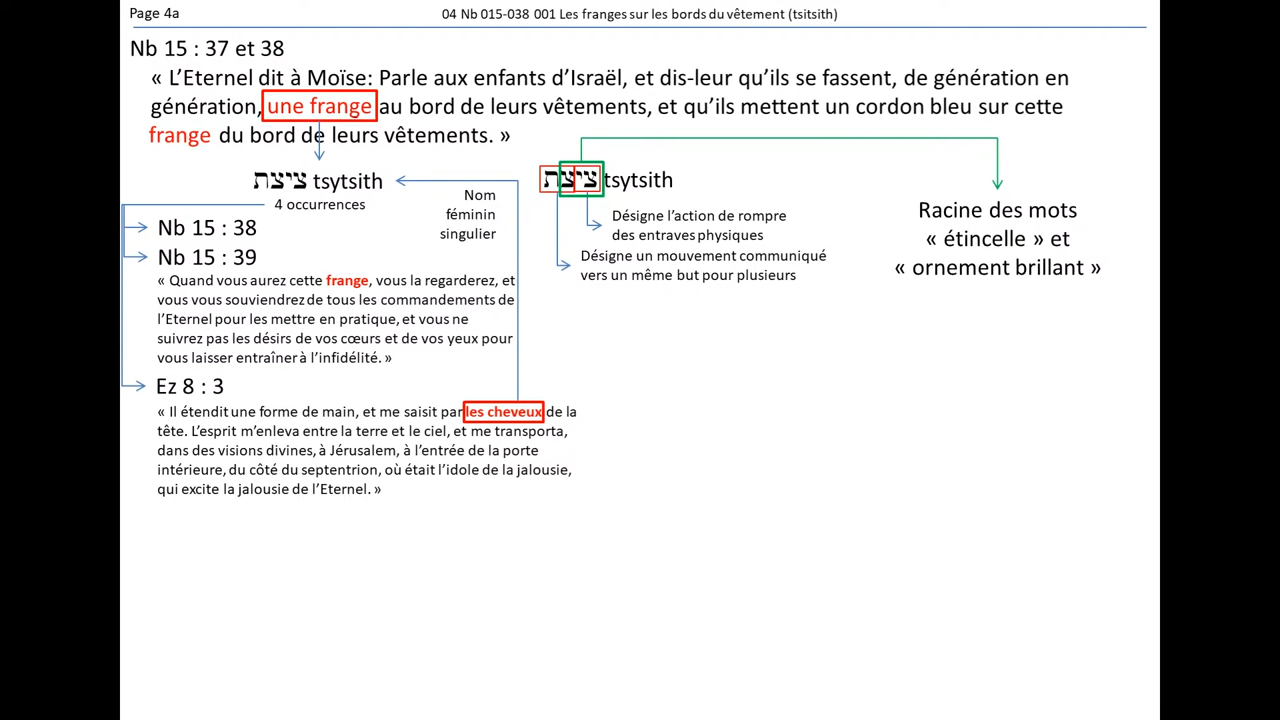 Page 4a
04 Nb 015-038 001 Les franges sur les bords du vêtement (tsitsith)
Nb 15 : 37 et 38
« L’Eternel dit à Moïse: Parle aux enfants d’Israël, et dis-leur qu’ils se fassent, de génération en
génération, une frange au bord de leurs vêtements, et qu’ils mettent un cordon bleu sur cette
frange du bord de leurs vêtements. »
ציצת tsytsith
4 occurrences
Nom
féminin
singulier
Nb 15 : 38
Nb 15 : 39
« Quand vous aurez cette frange, vous la regarderez, et
vous vous souviendrez de tous les commandements de
l’Eternel pour les mettre en pratique, et vous ne
suivrez pas les désirs de vos cœurs et de vos yeux pour
vous laisser entraîner à l’infidélité. »
Ez 8 : 3
« Il étendit une forme de main, et me saisit par les cheveux de la
tête. L’esprit m’enleva entre la terre et le ciel, et me transporta,
dans des visions divines, à Jérusalem, à l’entrée de la porte
intérieure, du côté du septentrion, où était l’idole de la jalousie,
qui excite la jalousie de l’Eternel. »
ציצת tsytsith
Désigne l’action de rompre
des entraves physiques
Désigne un mouvement communiqué
vers un même but pour plusieurs
Racine des mots
« étincelle » et
« ornement brillant »